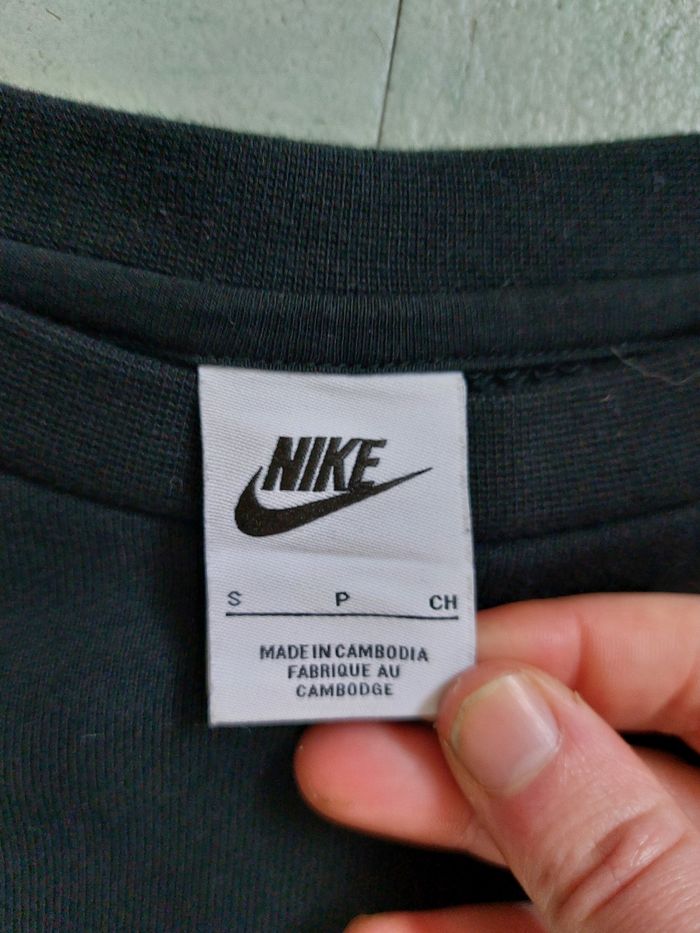 NIKE
S P CH
MADE IN CAMBODIA
FABRIQUE AU
CAMBODGE